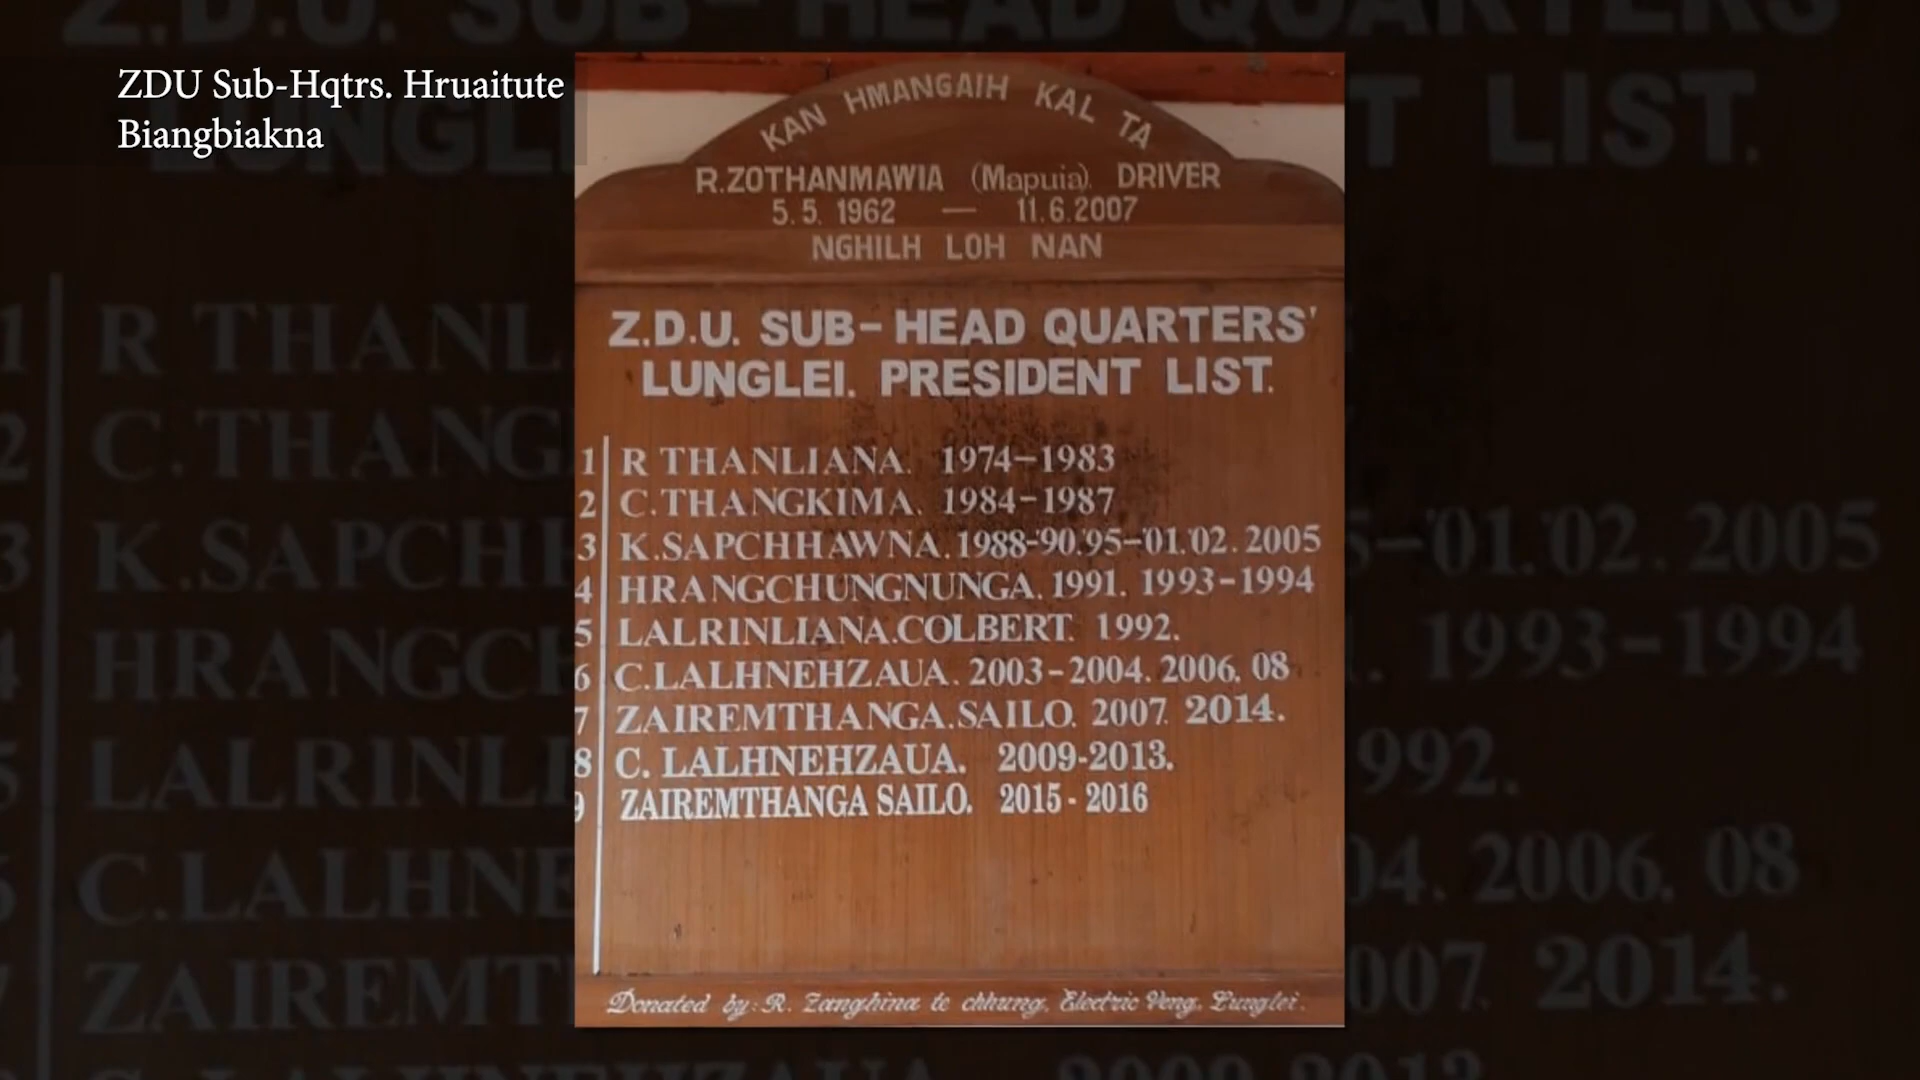 ZDU Sub-Hqtrs. Hruaitute
Biangbiakna
KAN HMANGAIH KAL TA
R.ZOTHANMAWIA (Mapuia). DRIVER
5.5. 1962 — 11.6.2007
NGHILH LOH NAN
Z.D.U. SUB-HEAD QUARTERS'
LUNGLEI. PRESIDENT LIST.
1 R THANLIANA. 1974-1983
2 C.THANGKIMA. 1984-1987
3 K.SAPCHHAWNA. 1988-'90.'95-'01.'02. 2005
4 HRANGCHUNGNUNGA. 1991. 1993-1994
5 LALRINLIANA.COLBERT. 1992.
6 C.LALHNEHZAUA. 2003-2004. 2006. 08
7 ZAIREMTHANGA.SAILO. 2007. 2014.
8 C. LALHNEHZAUA. 2009-2013.
9 ZAIREMTHANGA SAILO. 2015 - 2016
Donated by: R. Zanghina te chhung, Electric Veng, Lunglei.